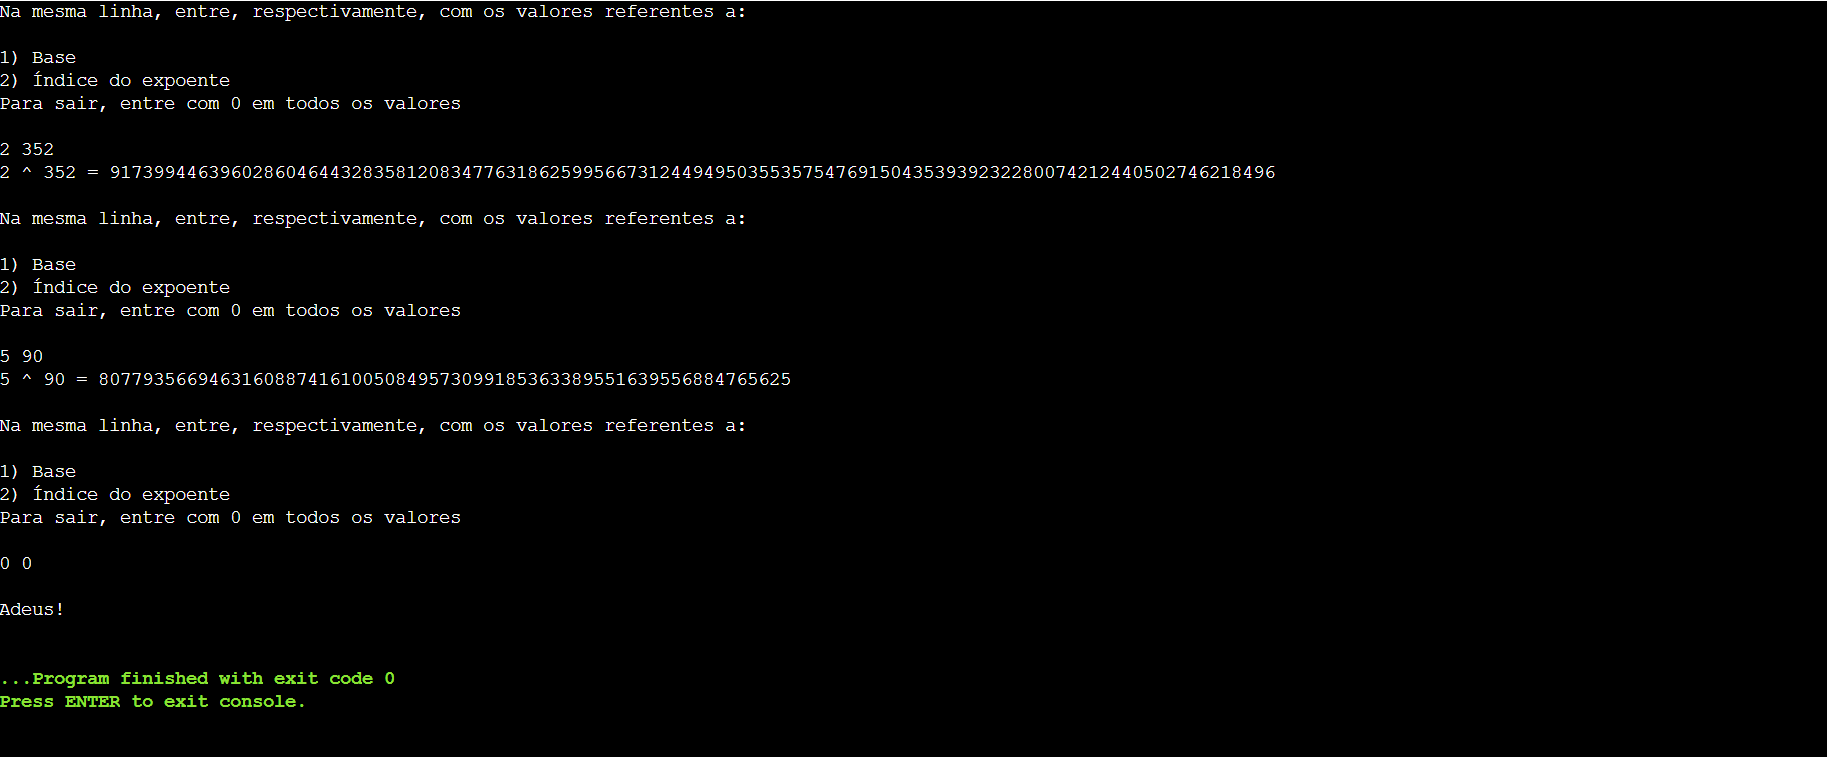 Na mesma linha, entre, respectivamente, com os valores referentes a:
1) Base
2) Índice do expoente
Para sair, entre com 0 em todos os valores
2 352
2 ^ 352 = 9173994463960286046443283581208347763186259956673124494950355357547691504353939232280074212440502746218496
Na mesma linha, entre, respectivamente, com os valores referentes a:
1) Base
2) Índice do expoente
Para sair, entre com 0 em todos os valores
5 90
5 ^ 90 = 807793566946316088741610050849573099185363389551639556884765625
Na mesma linha, entre, respectivamente, com os valores referentes a:
1) Base
2) Índice do expoente
Para sair, entre com 0 em todos os valores
0 0
Adeus!
...Program finished with exit code 0
Press ENTER to exit console.